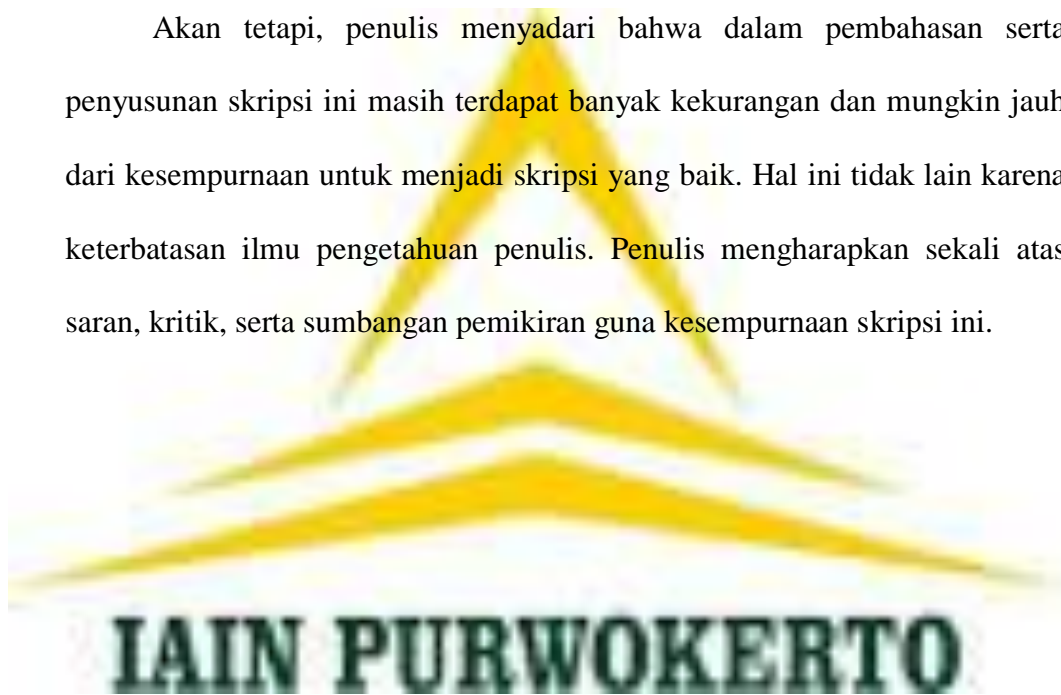 Akan tetapi, penulis menyadari bahwa dalam pembahasan serta
penyusunan skripsi ini masih terdapat banyak kekurangan dan mungkin jauh
dari kesempurnaan untuk menjadi skripsi yang baik. Hal ini tidak lain karena
keterbatasan ilmu pengetahuan penulis. Penulis mengharapkan sekali atas
saran, kritik, serta sumbangan pemikiran guna kesempurnaan skripsi ini.
IAIN PURWOKERTO